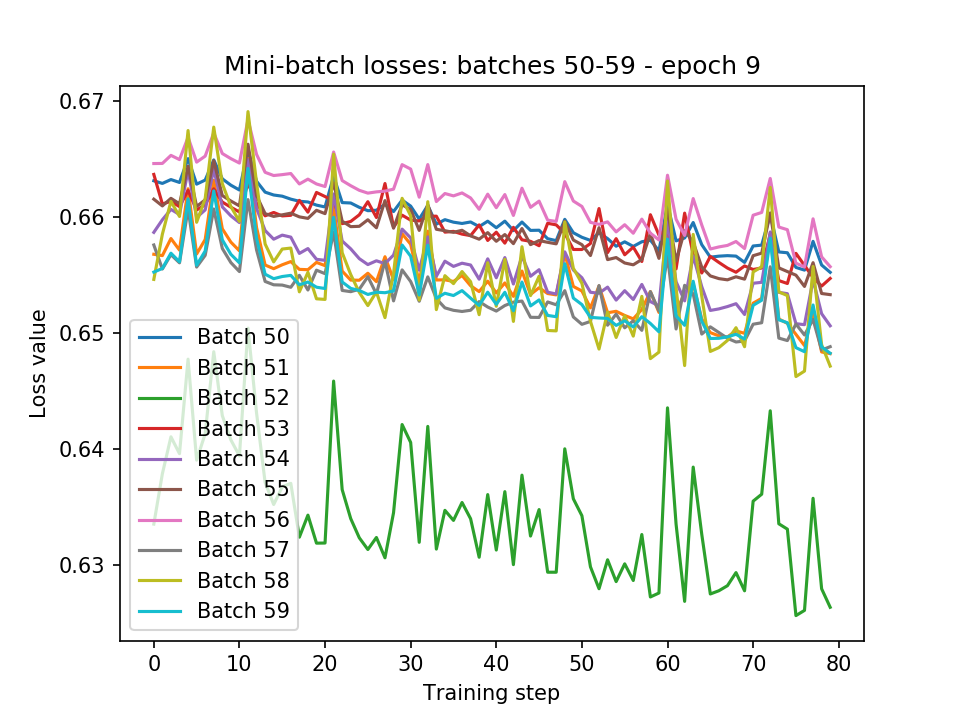 Mini-batch losses: batches 50-59 - epoch 9
0.67
0.66
0.65
0.64
0.63
Loss value
Batch 50
Batch 51
Batch 52
Batch 53
Batch 54
Batch 55
Batch 56
Batch 57
Batch 58
Batch 59
0 10 20 30 40 50 60 70 80
Training step